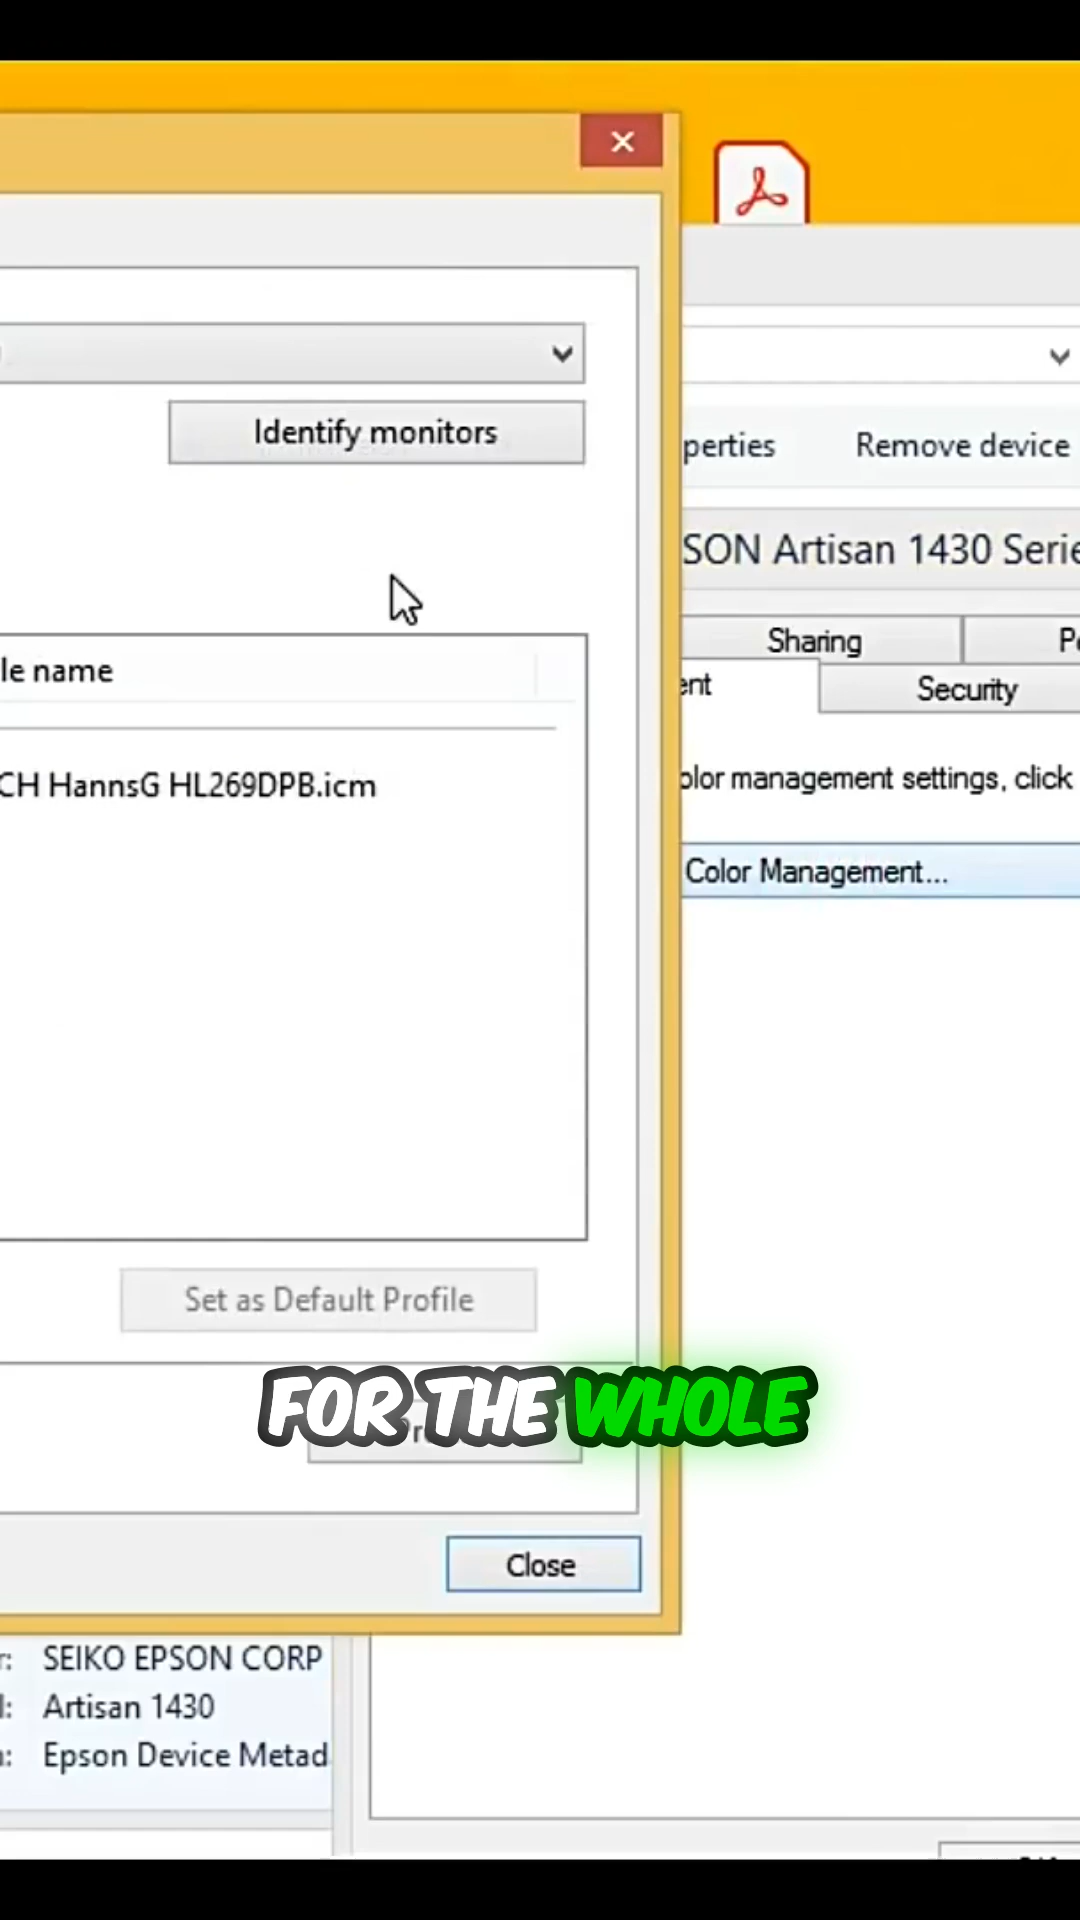 Identify monitors
perties Remove device
SON Artisan 1430 Serie
Sharing
ent
Security
le name
olor management settings, click
CH HannsG HL269DPB.icm
Color Management...
Set as Default Profile
FOR THE WHOLE
Close
r: SEIKO EPSON CORP
l: Artisan 1430
Epson Device Metad